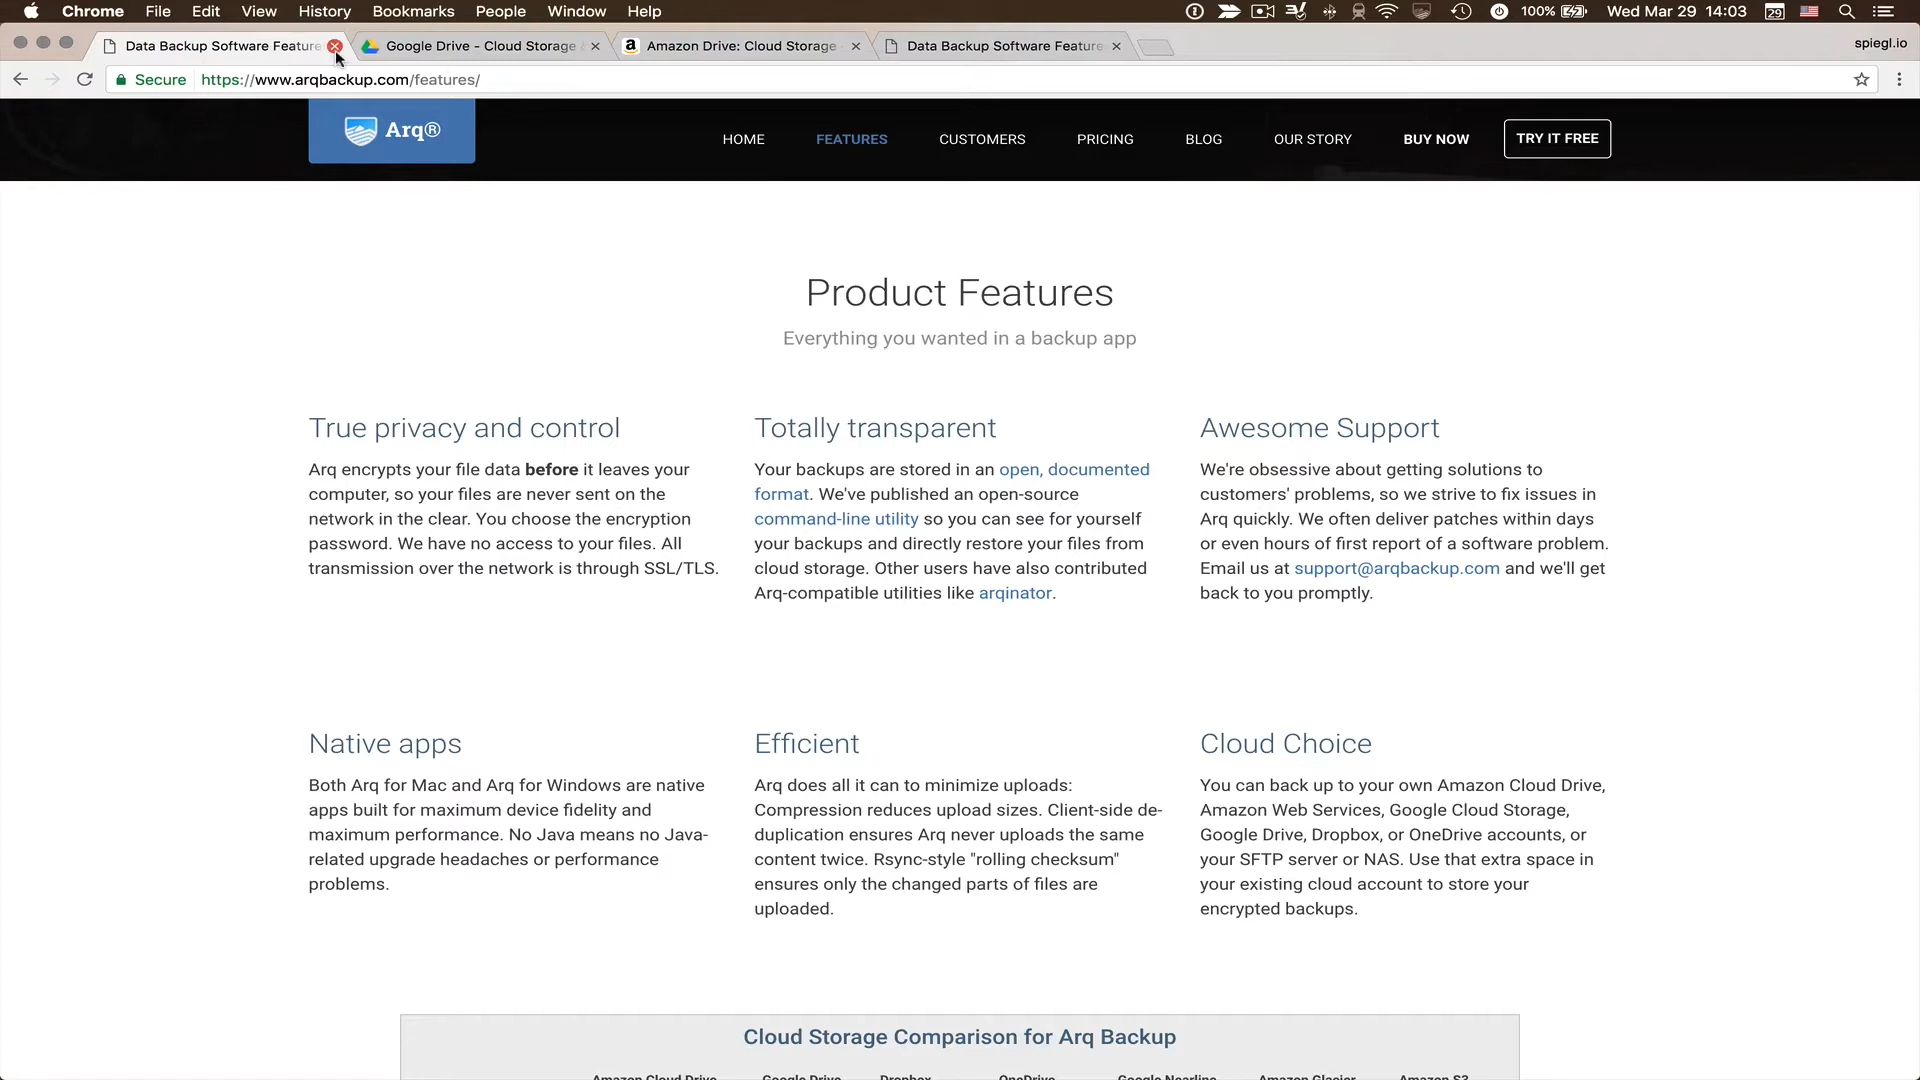 Chrome File Edit View History Bookmarks People Window Help 100% Wed Mar 29 14:03 29
Data Backup Software Feature Google Drive - Cloud Storage Amazon Drive: Cloud Storage Data Backup Software Feature spiegl.io
Secure https://www.arqbackup.com/features/
Arq® HOME FEATURES CUSTOMERS PRICING BLOG OUR STORY BUY NOW TRY IT FREE
Product Features
Everything you wanted in a backup app
True privacy and control
Arq encrypts your file data before it leaves your
computer, so your files are never sent on the
network in the clear. You choose the encryption
password. We have no access to your files. All
transmission over the network is through SSL/TLS.
Totally transparent
Your backups are stored in an open, documented
format. We've published an open-source
command-line utility so you can see for yourself
your backups and directly restore your files from
cloud storage. Other users have also contributed
Arq-compatible utilities like arqinator.
Awesome Support
We're obsessive about getting solutions to
customers' problems, so we strive to fix issues in
Arq quickly. We often deliver patches within days
or even hours of first report of a software problem.
Email us at support@arqbackup.com and we'll get
back to you promptly.
Native apps
Both Arq for Mac and Arq for Windows are native
apps built for maximum device fidelity and
maximum performance. No Java means no Java-
related upgrade headaches or performance
problems.
Efficient
Arq does all it can to minimize uploads:
Compression reduces upload sizes. Client-side de-
duplication ensures Arq never uploads the same
content twice. Rsync-style "rolling checksum"
ensures only the changed parts of files are
uploaded.
Cloud Choice
You can back up to your own Amazon Cloud Drive,
Amazon Web Services, Google Cloud Storage,
Google Drive, Dropbox, or OneDrive accounts, or
your SFTP server or NAS. Use that extra space in
your existing cloud account to store your
encrypted backups.
Cloud Storage Comparison for Arq Backup
Amazon Cloud Drive Google Drive Dropbox OneDrive Google Nearline Amazon Glacier Amazon S3